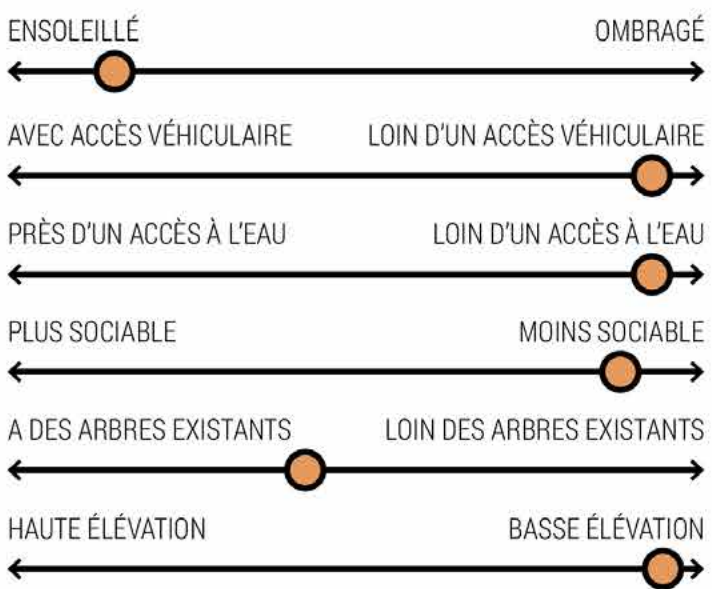 ENSOLEILLÉ OMBRAGÉ
AVEC ACCÈS VÉHICULAIRE LOIN D'UN ACCÈS VÉHICULAIRE
PRÈS D'UN ACCÈS À L'EAU LOIN D'UN ACCÈS À L'EAU
PLUS SOCIABLE MOINS SOCIABLE
A DES ARBRES EXISTANTS LOIN DES ARBRES EXISTANTS
HAUTE ÉLÉVATION BASSE ÉLÉVATION